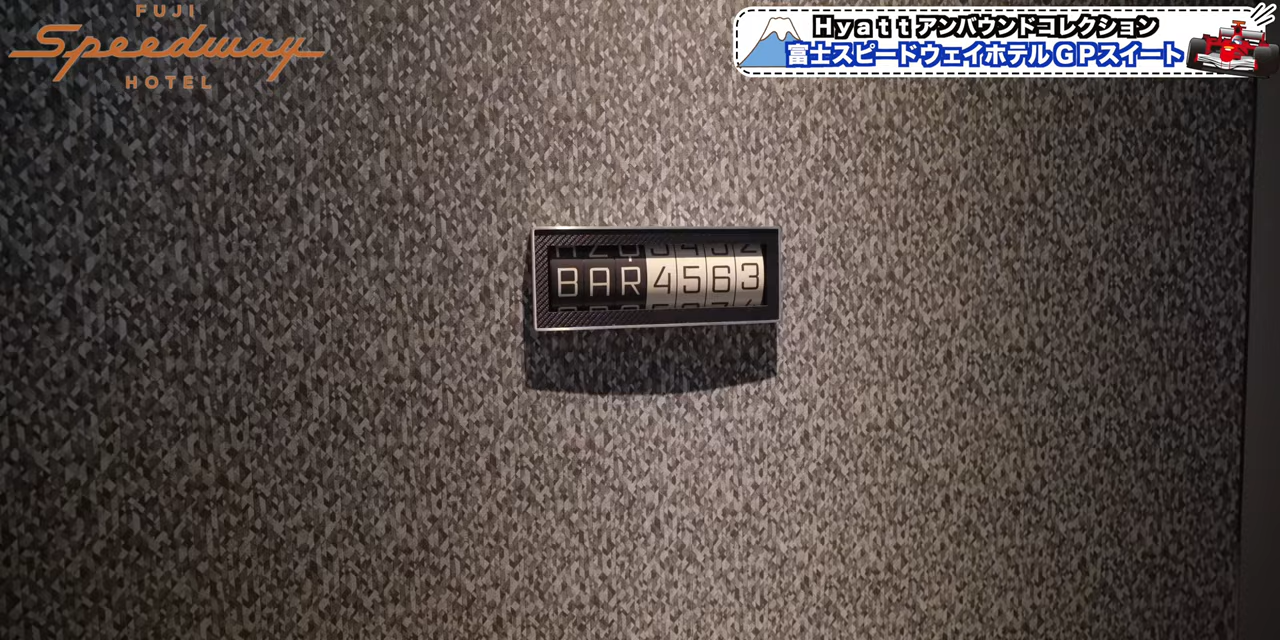 FUJI
Speedway
HOTEL
Hyattアンバウンドコレクション
富士スピードウェイホテルGPスイート
BAR4563